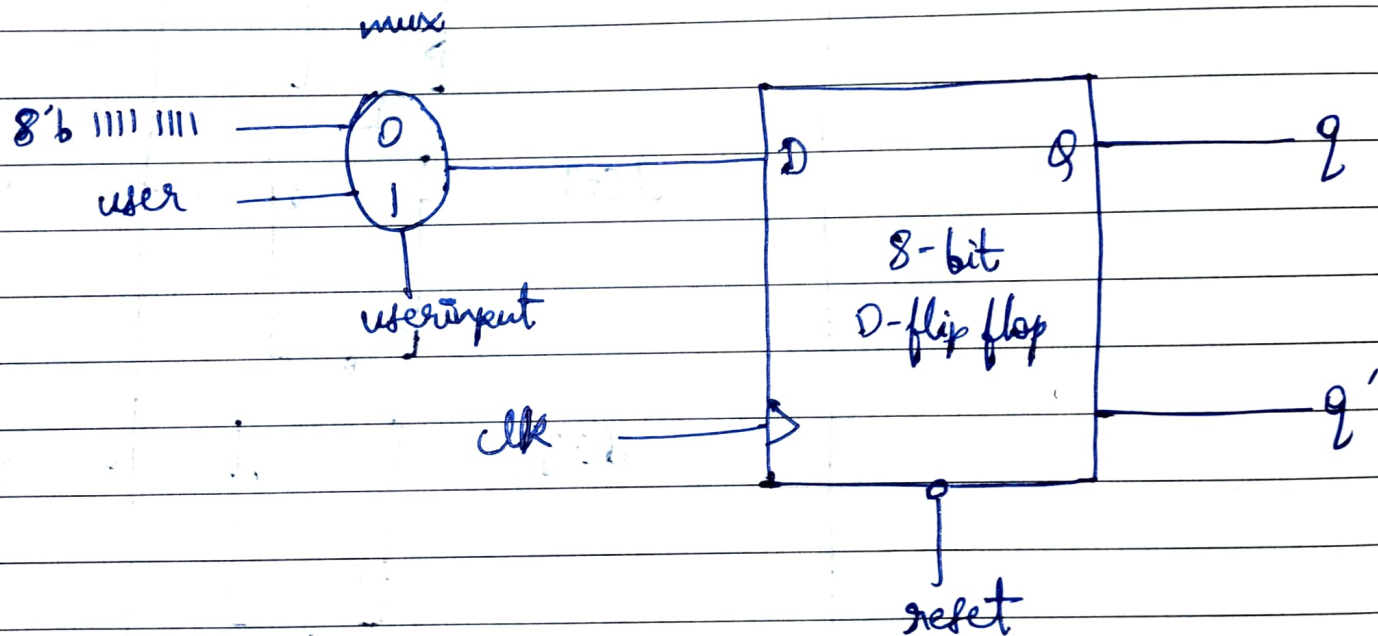 mux
8'b 1111 1111
0
user
1
userinput
D
Q
q
8-bit
D-flip flop
clk
q'
reset